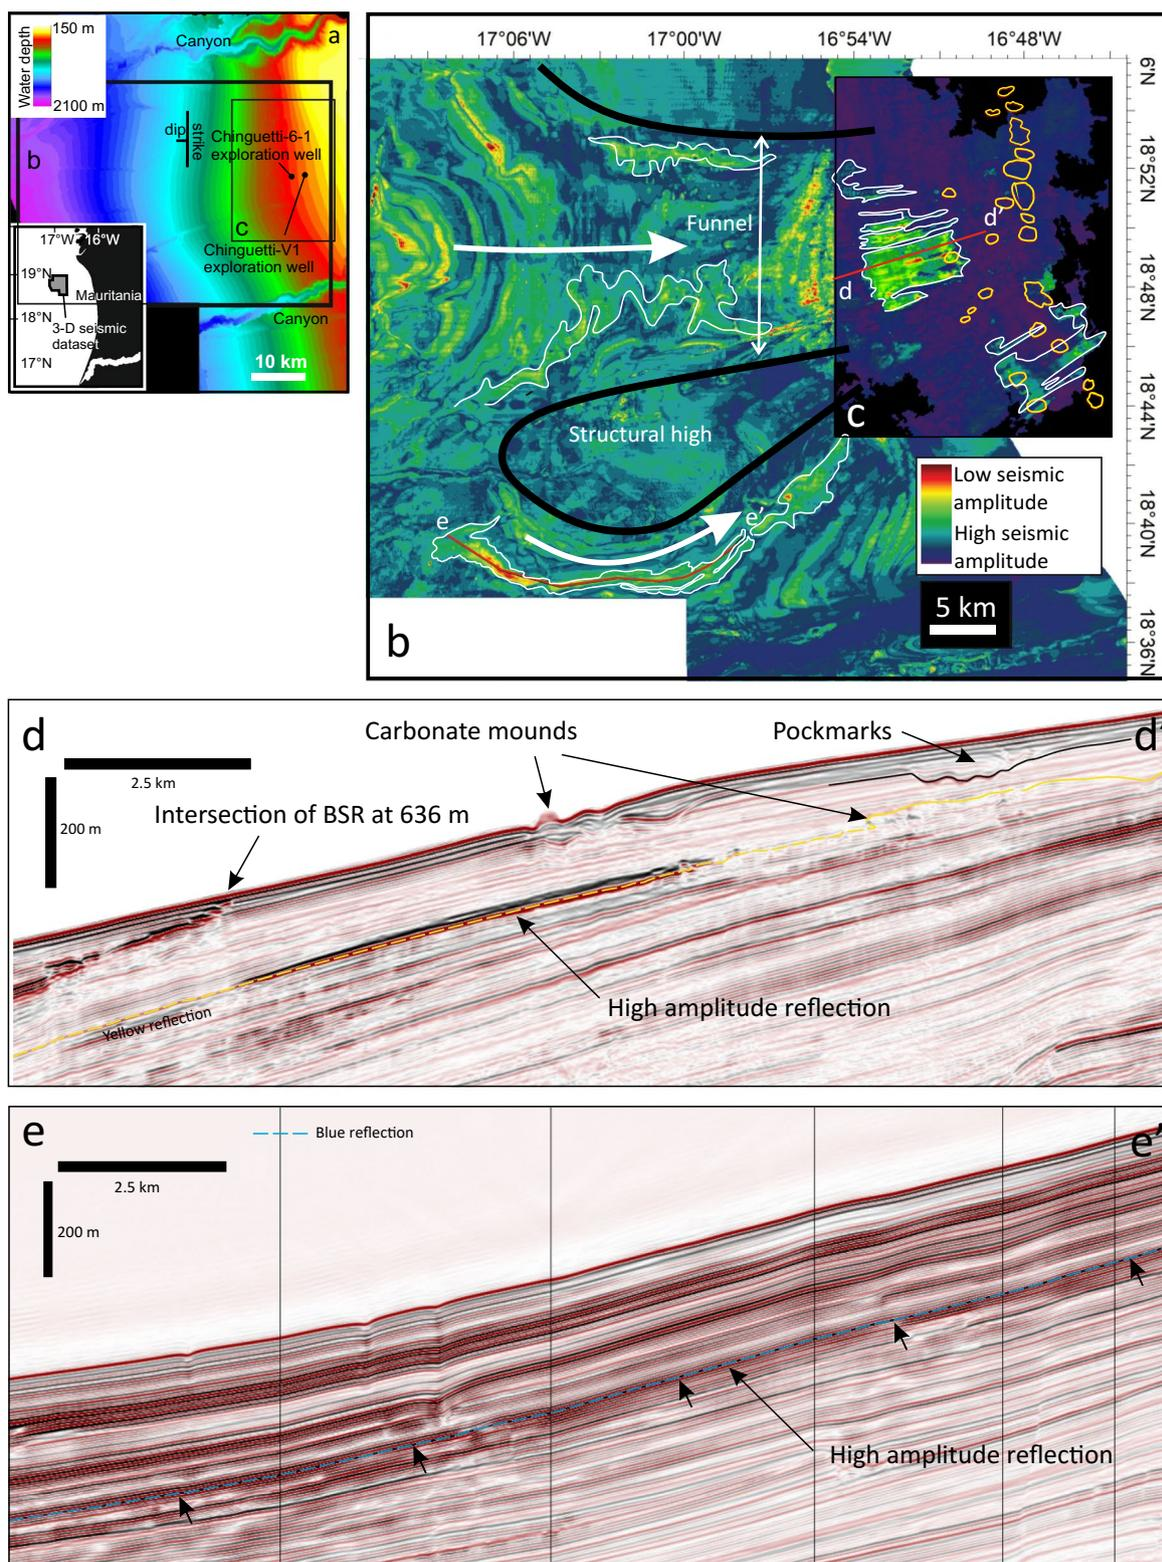 150 m
Water depth
2100 m
Canyon
a
dip
strike
Chinguetti-6-1
exploration well
b
C
Chinguetti-V1
exploration well
17°W
16°W
19°N
Mauritania
18°N
3-D seismic
dataset
17°N
Canyon
10 km
17°06'W
17°00'W
16°54'W
16°48'W
6'N
18°52'N
18°48'N
18°44'N
18°40'N
18°36'N
Funnel
d'
d
c
Structural high
e
e'
Low seismic
amplitude
High seismic
amplitude
5 km
b
d
Carbonate mounds
Pockmarks
d'
2.5 km
200 m
Intersection of BSR at 636 m
High amplitude reflection
Yellow reflection
e
Blue reflection
e'
2.5 km
200 m
High amplitude reflection